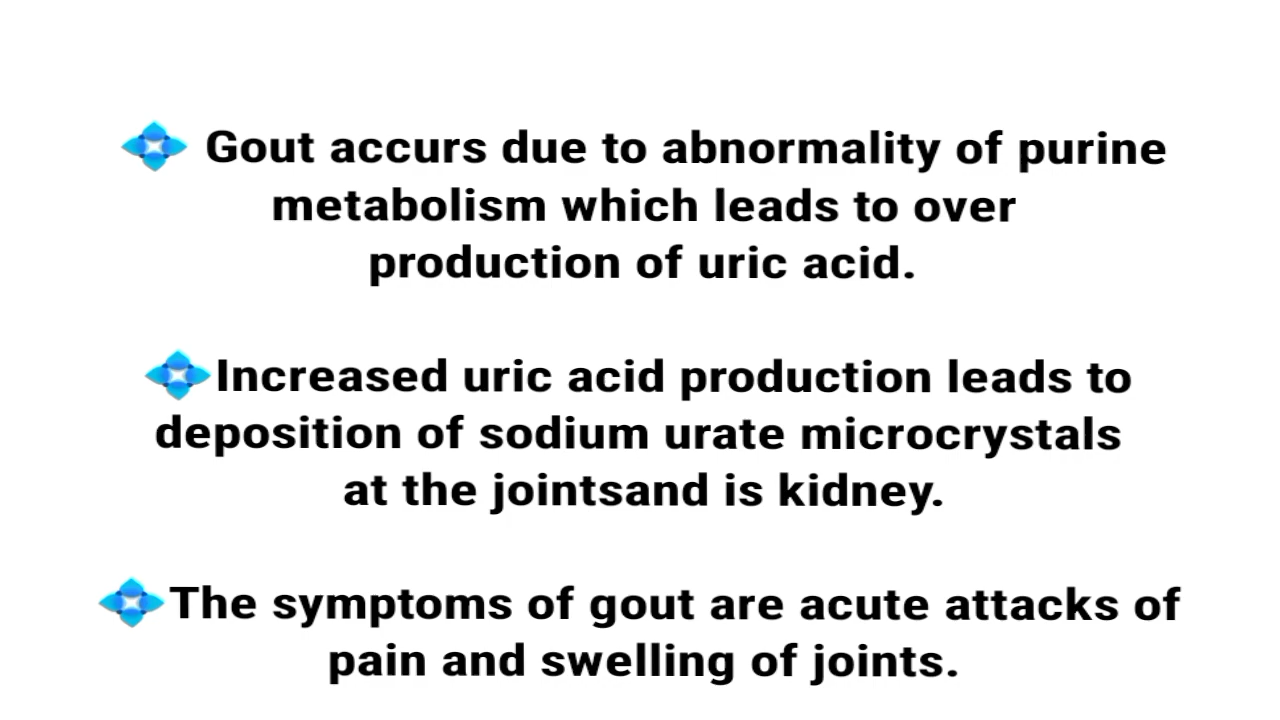 Gout accurs due to abnormality of purine
metabolism which leads to over
production of uric acid.
Increased uric acid production leads to
deposition of sodium urate microcrystals
at the jointsand is kidney.
The symptoms of gout are acute attacks of
pain and swelling of joints.